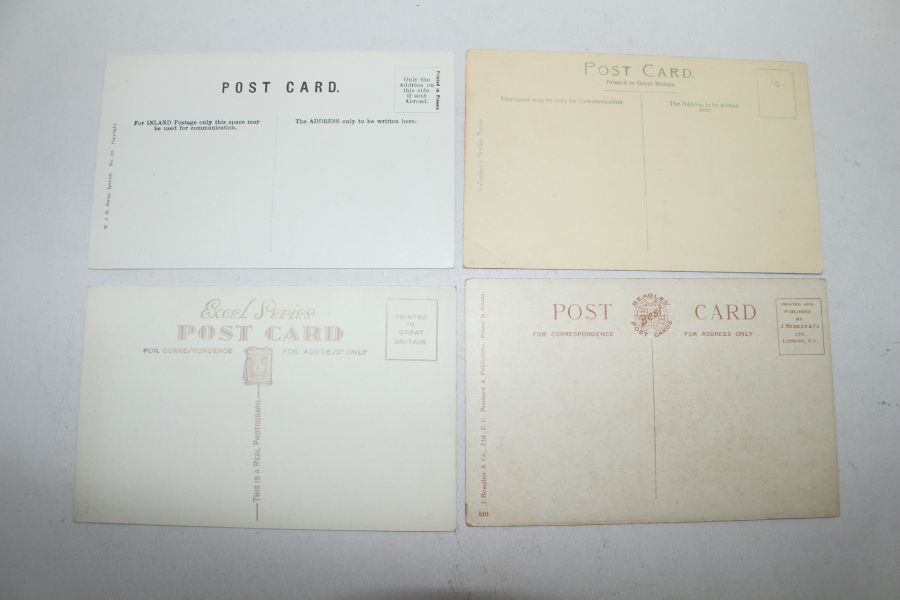 POST CARD.
Only the
Address on
this side
if sent
Abroad.
Printed in France
For INLAND Postage only this space may
be used for communication.
The ADDRESS only to be written here.
Copyright
POST CARD.
Printed in Great Britain
This space may be used for Communication.
The Address to be written
here.
10
Excel Series
POST CARD
FOR CORRESPONDENCE
FOR ADDRESS ONLY
PRINTED
IN
GREAT
BRITAIN
THIS IS A REAL PHOTOGRAPH
POST
CARD
BEAGLES'
Best
POST CARDS
FOR CORRESPONDENCE
FOR ADDRESS ONLY
PRINTED AND
PUBLISHED
BY
J. BEAGLES & Co.
LTD.,
LONDON, E.C.
J. Beagles & Co., Ltd., E.C. Printers & Publishers.
510